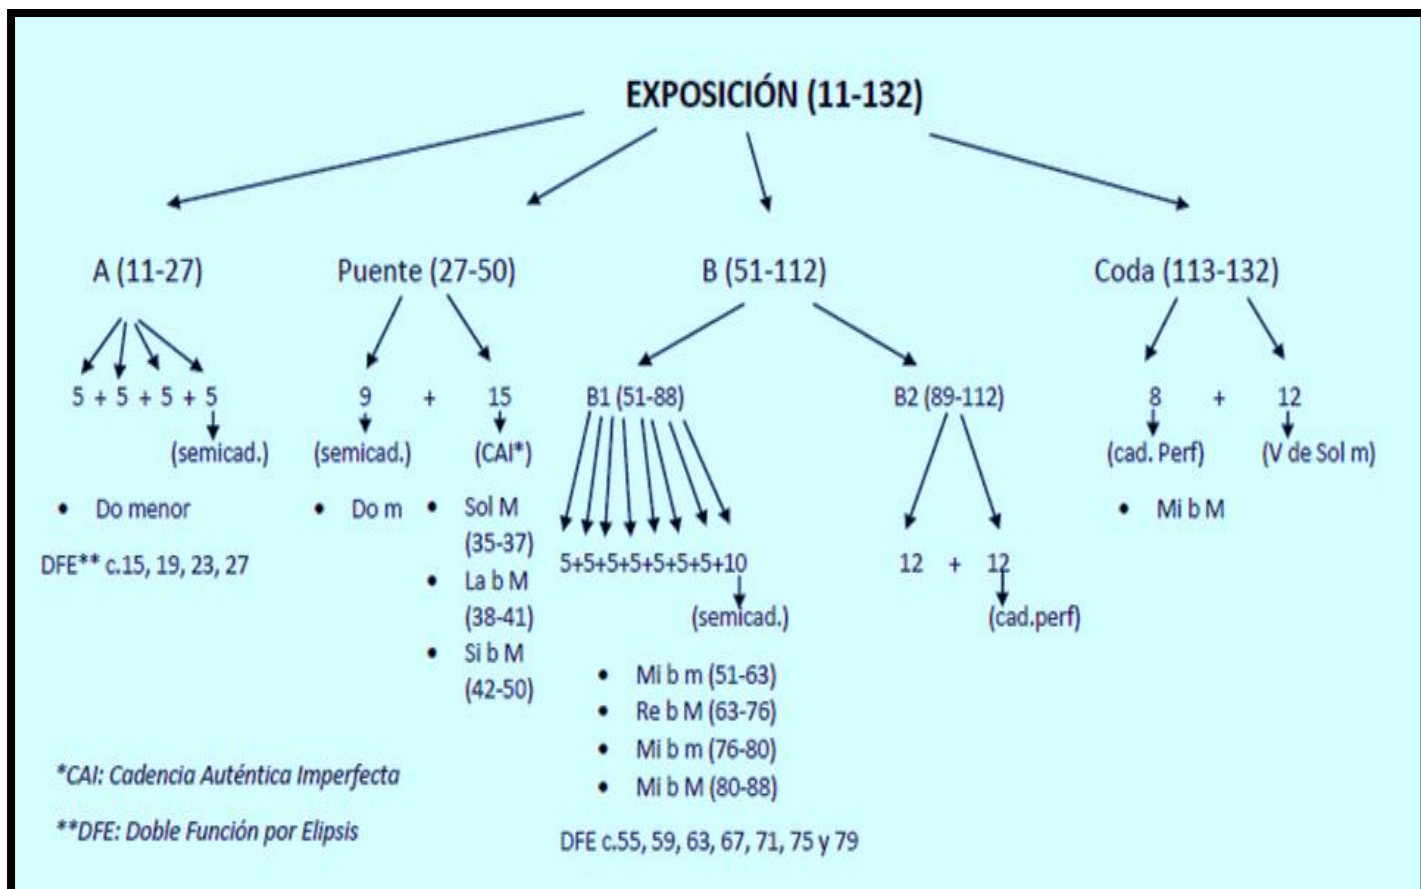 EXPOSICIÓN (11-132)
A (11-27)
Puente (27-50)
B (51-112)
Coda (113-132)
5 + 5 + 5 + 5
(semicad.)
• Do menor
DFE** c.15, 19, 23, 27
9 + 15
(semicad.)
(CAI*)
• Do m
• Sol M
(35-37)
• La b M
(38-41)
• Si b M
(42-50)
B1 (51-88)
B2 (89-112)
5+5+5+5+5+5+5+10
(semicad.)
• Mi b m (51-63)
• Re b M (63-76)
• Mi b m (76-80)
• Mi b M (80-88)
DFE c.55, 59, 63, 67, 71, 75 y 79
12 + 12
(cad.perf)
8 + 12
(cad. Perf)
(V de Sol m)
• Mi b M
*CAI: Cadencia Auténtica Imperfecta
**DFE: Doble Función por Elipsis